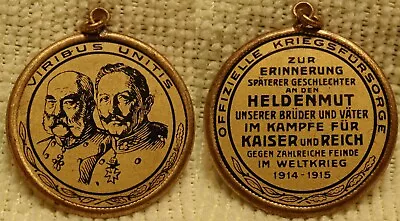 VIRIBUS UNITIS
OFFIZIELLE KRIEGSFÜRSORGE
ZUR
ERINNERUNG
SPÄTERER GESCHLECHTER
AN DEN
HELDENMUT
UNSERER BRÜDER UND VÄTER
IM KAMPFE FÜR
KAISER UND REICH
GEGEN ZAHLREICHE FEINDE
IM WELTKRIEG
1914-1915